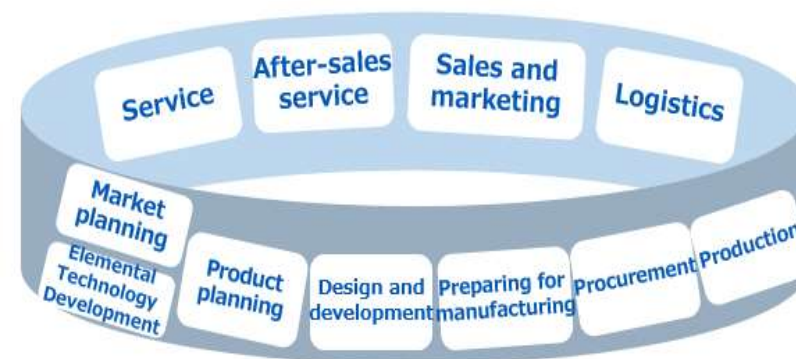 Service
After-sales
service
Sales and
marketing
Logistics
Market
planning
Elemental
Technology
Development
Product
planning
Design and
development
Preparing for
manufacturing
Procurement
Production